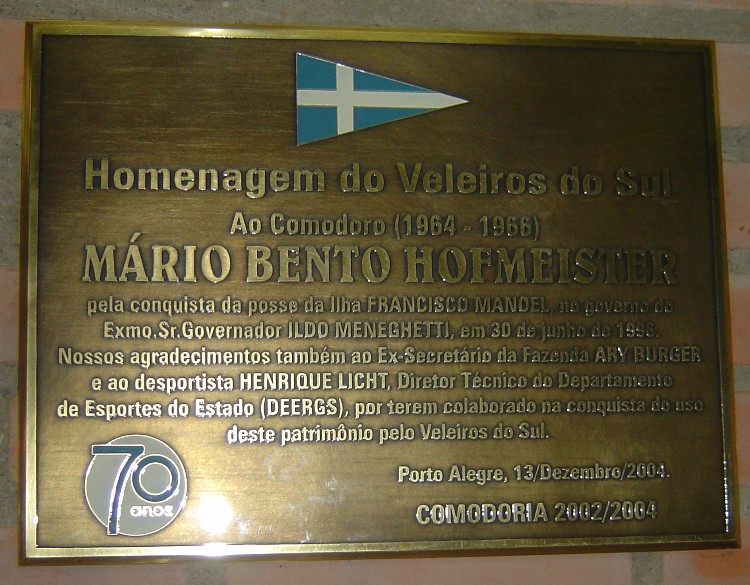 Homenagem do Veleiros do Sul
Ao Comodoro (1964 - 1966)
MÁRIO BENTO HOFMEISTER
pela conquista da posse da Ilha FRANCISCO MANOEL, no governo do
Exmo.Sr.Governador ILDO MENEGHETTI, em 30 de junho de 1996.
Nossos agradecimentos também ao Ex-Secretário da Fazenda ARY BURGER
e ao desportista HENRIQUE LICHT, Diretor Técnico do Departamento
de Esportes do Estado (DEERGS), por terem colaborado na conquista do uso
deste patrimônio pelo Veleiros do Sul.
70
anos
Porto Alegre, 13/Dezembro/2004.
COMODORIA 2002/2004